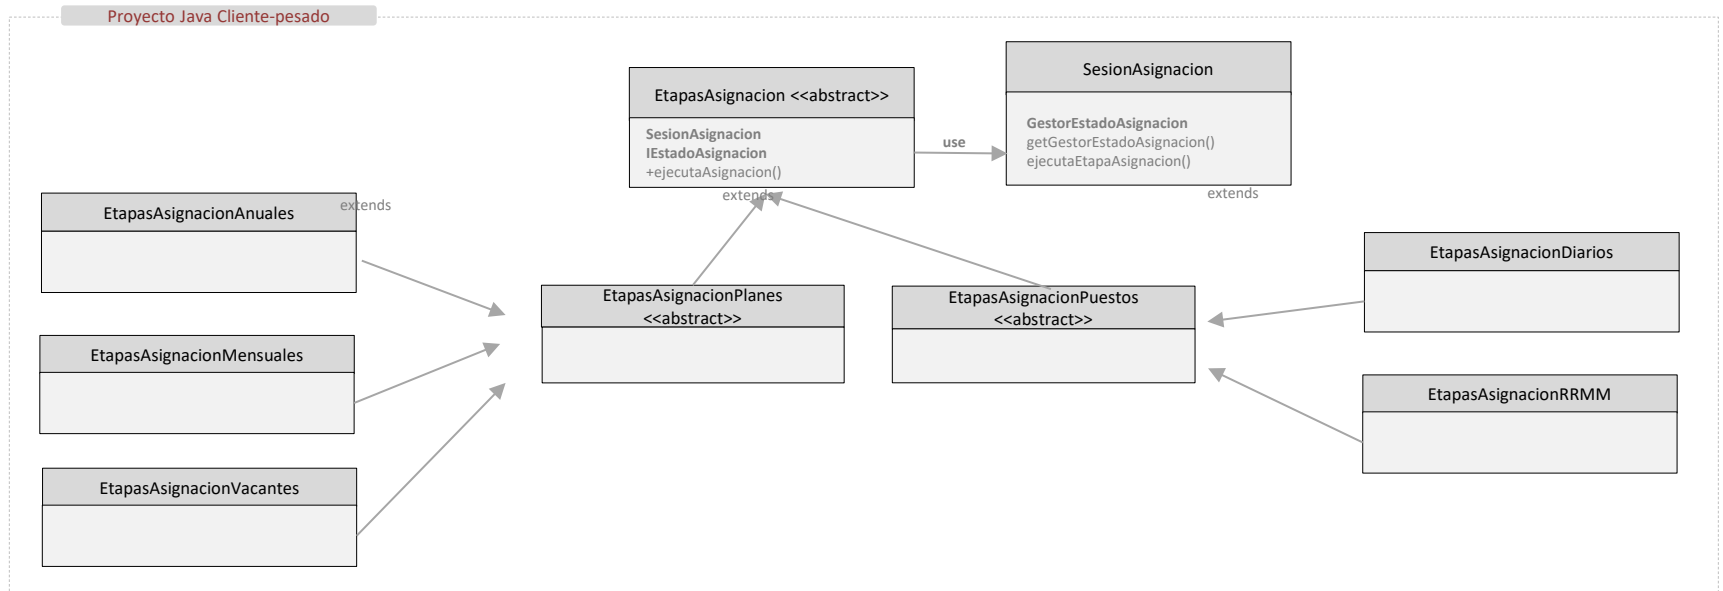 Proyecto Java Cliente-pesado
EtapasAsignacion <<abstract>>
SesionAsignacion
IEstadoAsignacion
+ejecutaAsignacion()
use
SesionAsignacion
GestorEstadoAsignacion
getGestorEstadoAsignacion()
ejecutaEtapaAsignacion()
extends
extends
extends
EtapasAsignacionAnuales
EtapasAsignacionMensuales
EtapasAsignacionVacantes
EtapasAsignacionPlanes
<<abstract>>
EtapasAsignacionPuestos
<<abstract>>
EtapasAsignacionDiarios
EtapasAsignacionRRMM